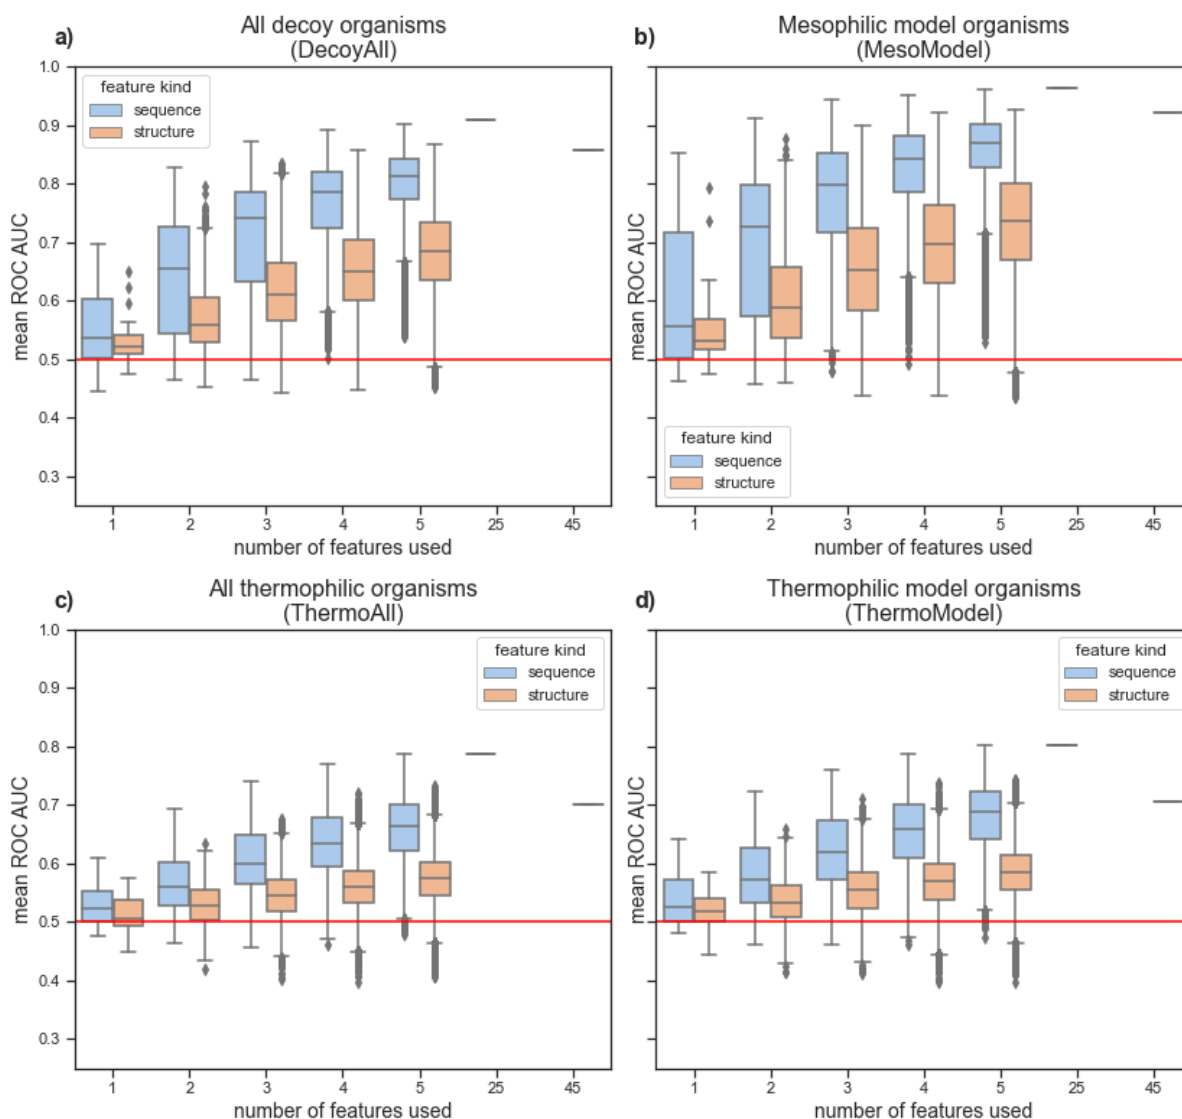 a)
All decoy organisms
(DecoyAll)
feature kind
sequence
structure
1.0
0.9
0.8
0.7
0.6
0.5
0.4
0.3
mean ROC AUC
1 2 3 4 5 25 45
number of features used
b)
Mesophilic model organisms
(MesoModel)
mean ROC AUC
feature kind
sequence
structure
1 2 3 4 5 25 45
number of features used
c)
All thermophilic organisms
(ThermoAll)
feature kind
sequence
structure
1.0
0.9
0.8
0.7
0.6
0.5
0.4
0.3
mean ROC AUC
1 2 3 4 5 25 45
number of features used
d)
Thermophilic model organisms
(ThermoModel)
feature kind
sequence
structure
mean ROC AUC
1 2 3 4 5 25 45
number of features used